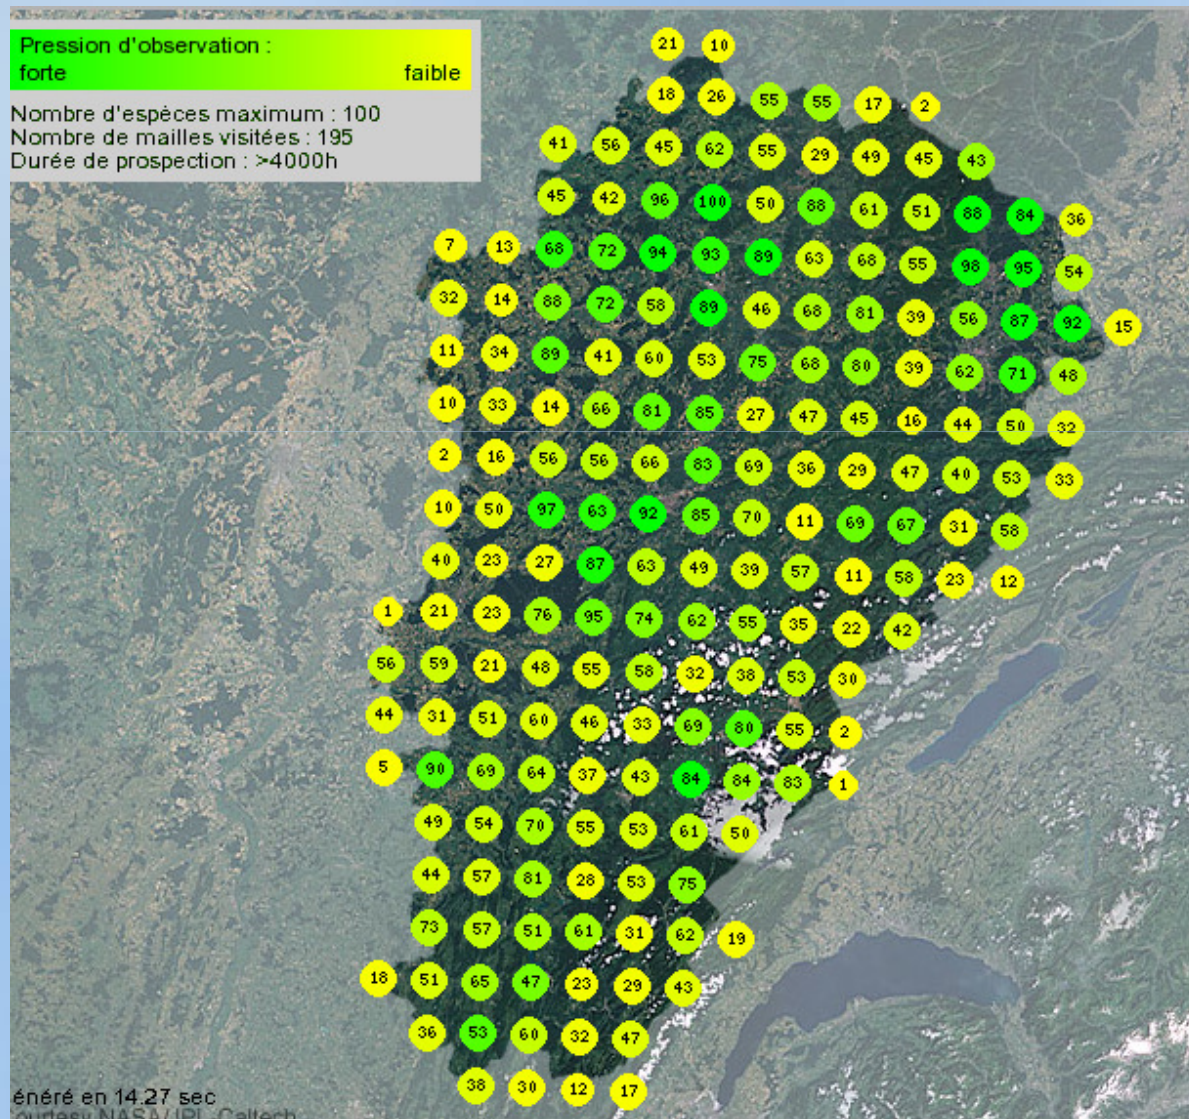 Pression d'observation :
forte faible
Nombre d'espèces maximum : 100
Nombre de mailles visitées : 195
Durée de prospection : >4000h
21 10
18 26 55 55 17 2
41 56 45 62 55 29 49 45 43
45 42 96 100 50 88 61 51 88 84 36
7 13 68 72 94 93 89 63 68 55 98 95 54
32 14 88 72 58 89 46 68 81 39 56 87 92 15
11 34 89 41 60 53 75 68 80 39 62 71 48
10 33 14 66 81 85 27 47 45 16 44 50 32
2 16 56 56 66 83 69 36 29 47 40 53 33
10 50 97 63 92 85 70 11 69 67 31 58
40 23 27 87 63 49 39 57 11 58 23 12
1 21 23 76 95 74 62 55 35 22 42
56 59 21 48 55 58 32 38 53 30
44 31 51 60 46 33 69 80 55 2
5 90 69 64 37 43 84 84 83 1
49 54 70 55 53 61 50
44 57 81 28 53 75
73 57 51 61 31 62 19
18 51 65 47 23 29 43
36 53 60 32 47
38 30 12 17
énéré en 14.27 sec
ourtesy NASA/JPL-Caltech